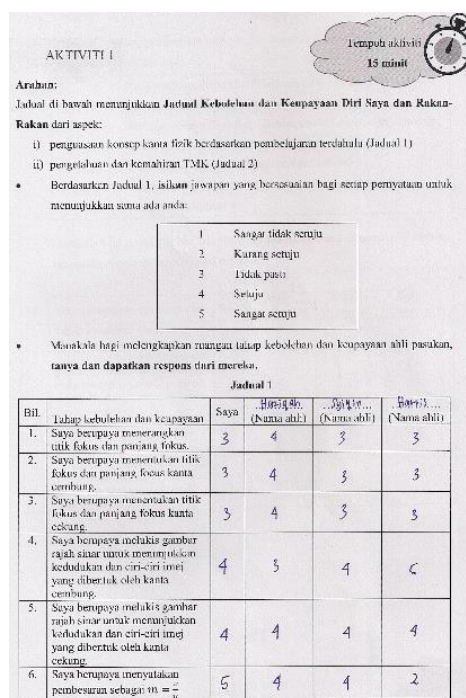 AKTIVITI 1
Tempoh aktiviti
15 minit
Arahan:
Jadual di bawah menunjukkan Jadual Kebolehan dan Keupayaan Diri Saya dan Rakan-
Rakan dari aspek:
i) penguasaan konsep kanta fizik berdasarkan pembelajaran terdahulu (Jadual 1)
ii) pengetahuan dan kemahiran TMK (Jadual 2)
• Berdasarkan Jadual 1, isikan jawapan yang bersesuaian bagi setiap pernyataan untuk
menunjukkan sama ada anda:
1 Sangat tidak setuju
2 Kurang setuju
3 Tidak pasti
4 Setuju
5 Sangat setuju
• Manakala bagi melengkapkan ruangan tahap kebolehan dan keupayaan ahli pasukan,
tanya dan dapatkan respons dari mereka.
Jadual 1
Bil. Tahap kebolehan dan keupayaan Saya Haziqah (Nama ahli) (Nama ahli) (Nama ahli)
1. Saya berupaya menerangkan
titik fokus dan panjang fokus. 3 4 3 3
2. Saya berupaya menentukan titik
fokus dan panjang focus kanta
cembung. 3 4 3 3
3. Saya berupaya menentukan titik
fokus dan panjang fokus kanta
cekung. 3 4 3 3
4. Saya berupaya melukis gambar
rajah sinar untuk menunjukkan
kedudukan dan ciri-ciri imej
yang dibentuk oleh kanta
cembung. 4 3 4
5. Saya berupaya melukis gambar
rajah sinar untuk menunjukkan
kedudukan dan ciri-ciri imej
yang dibentuk oleh kanta
cekung. 4 4 4 4
6. Saya berupaya menyatakan
pembesaran sebagai m = 5 4 4 2